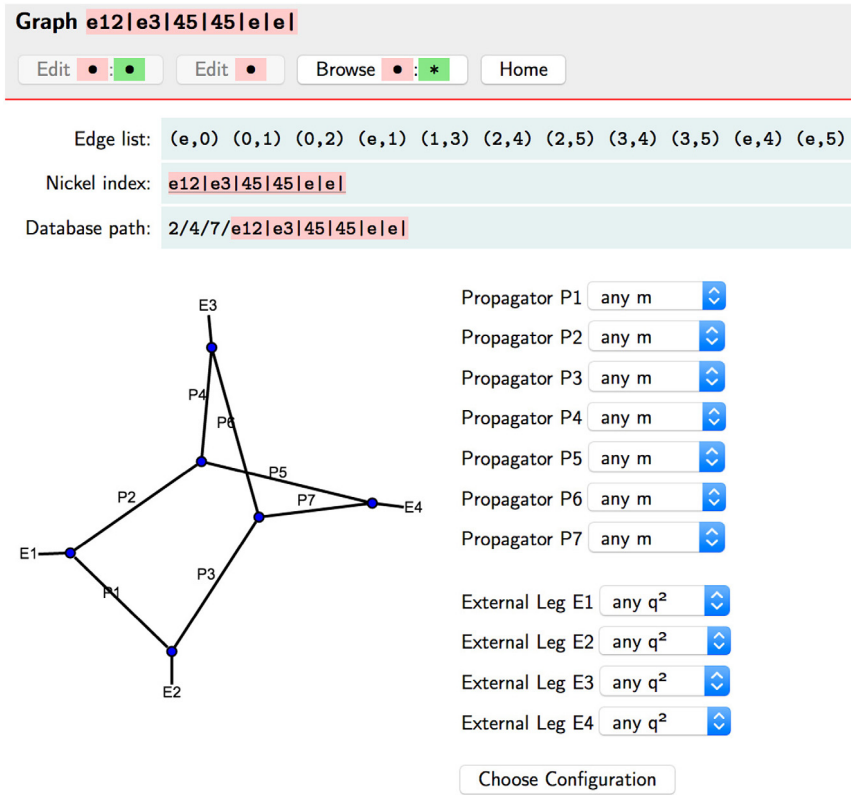 Graph e12|e3|45|45|e|e|
Edit ●:● Edit ● Browse ●:* Home
Edge list: (e,0) (0,1) (0,2) (e,1) (1,3) (2,4) (2,5) (3,4) (3,5) (e,4) (e,5)
Nickel index: e12|e3|45|45|e|e|
Database path: 2/4/7/e12|e3|45|45|e|e|
E3
P4
P6
P5
P2
P7
E4
E1
P3
P1
E2
Propagator P1 any m
Propagator P2 any m
Propagator P3 any m
Propagator P4 any m
Propagator P5 any m
Propagator P6 any m
Propagator P7 any m
External Leg E1 any q²
External Leg E2 any q²
External Leg E3 any q²
External Leg E4 any q²
Choose Configuration